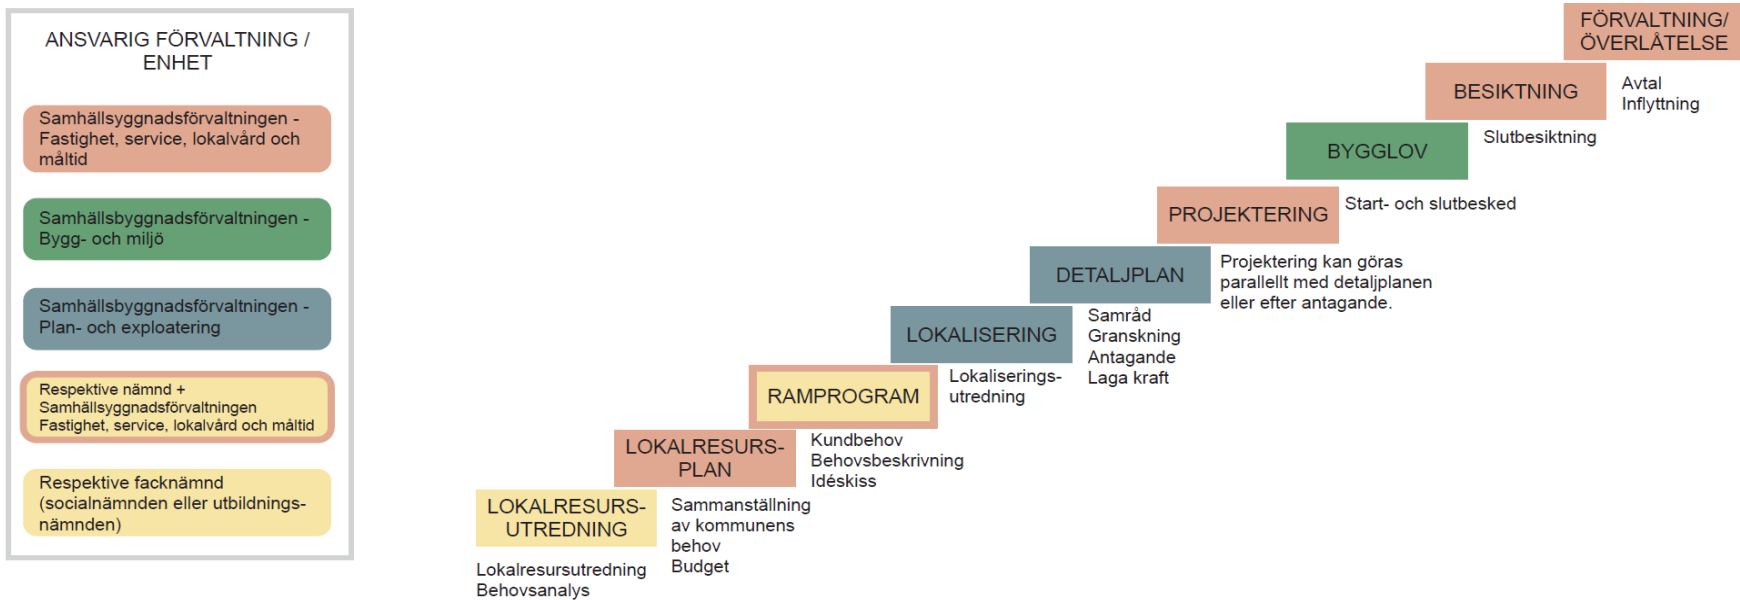 ANSVARIG FÖRVALTNING /
ENHET
Samhällsyggnadsförvaltningen -
Fastighet, service, lokalvård och
måltid
Samhällsbyggnadsförvaltningen -
Bygg- och miljö
Samhällsbyggnadsförvaltningen -
Plan- och exploatering
Respektive nämnd +
Samhällsyggnadsförvaltningen
Fastighet, service, lokalvård och måltid
Respektive facknämnd
(socialnämnden eller utbildnings-
nämnden)
LOKALRESURS-
UTREDNING
Lokalresursutredning
Behovsanalys
LOKALRESURS-
PLAN
Sammanställning
av kommunens
behov
Budget
RAMPROGRAM
Kundbehov
Behovsbeskrivning
Idéskiss
LOKALISERING
Lokaliserings-
utredning
DETALJPLAN
Samråd
Granskning
Antagande
Laga kraft
PROJEKTERING
Projektering kan göras
parallellt med detaljplanen
eller efter antagande.
BYGGLOV
Start- och slutbesked
BESIKTNING
Slutbesiktning
FÖRVALTNING/
ÖVERLÅTELSE
Avtal
Inflyttning